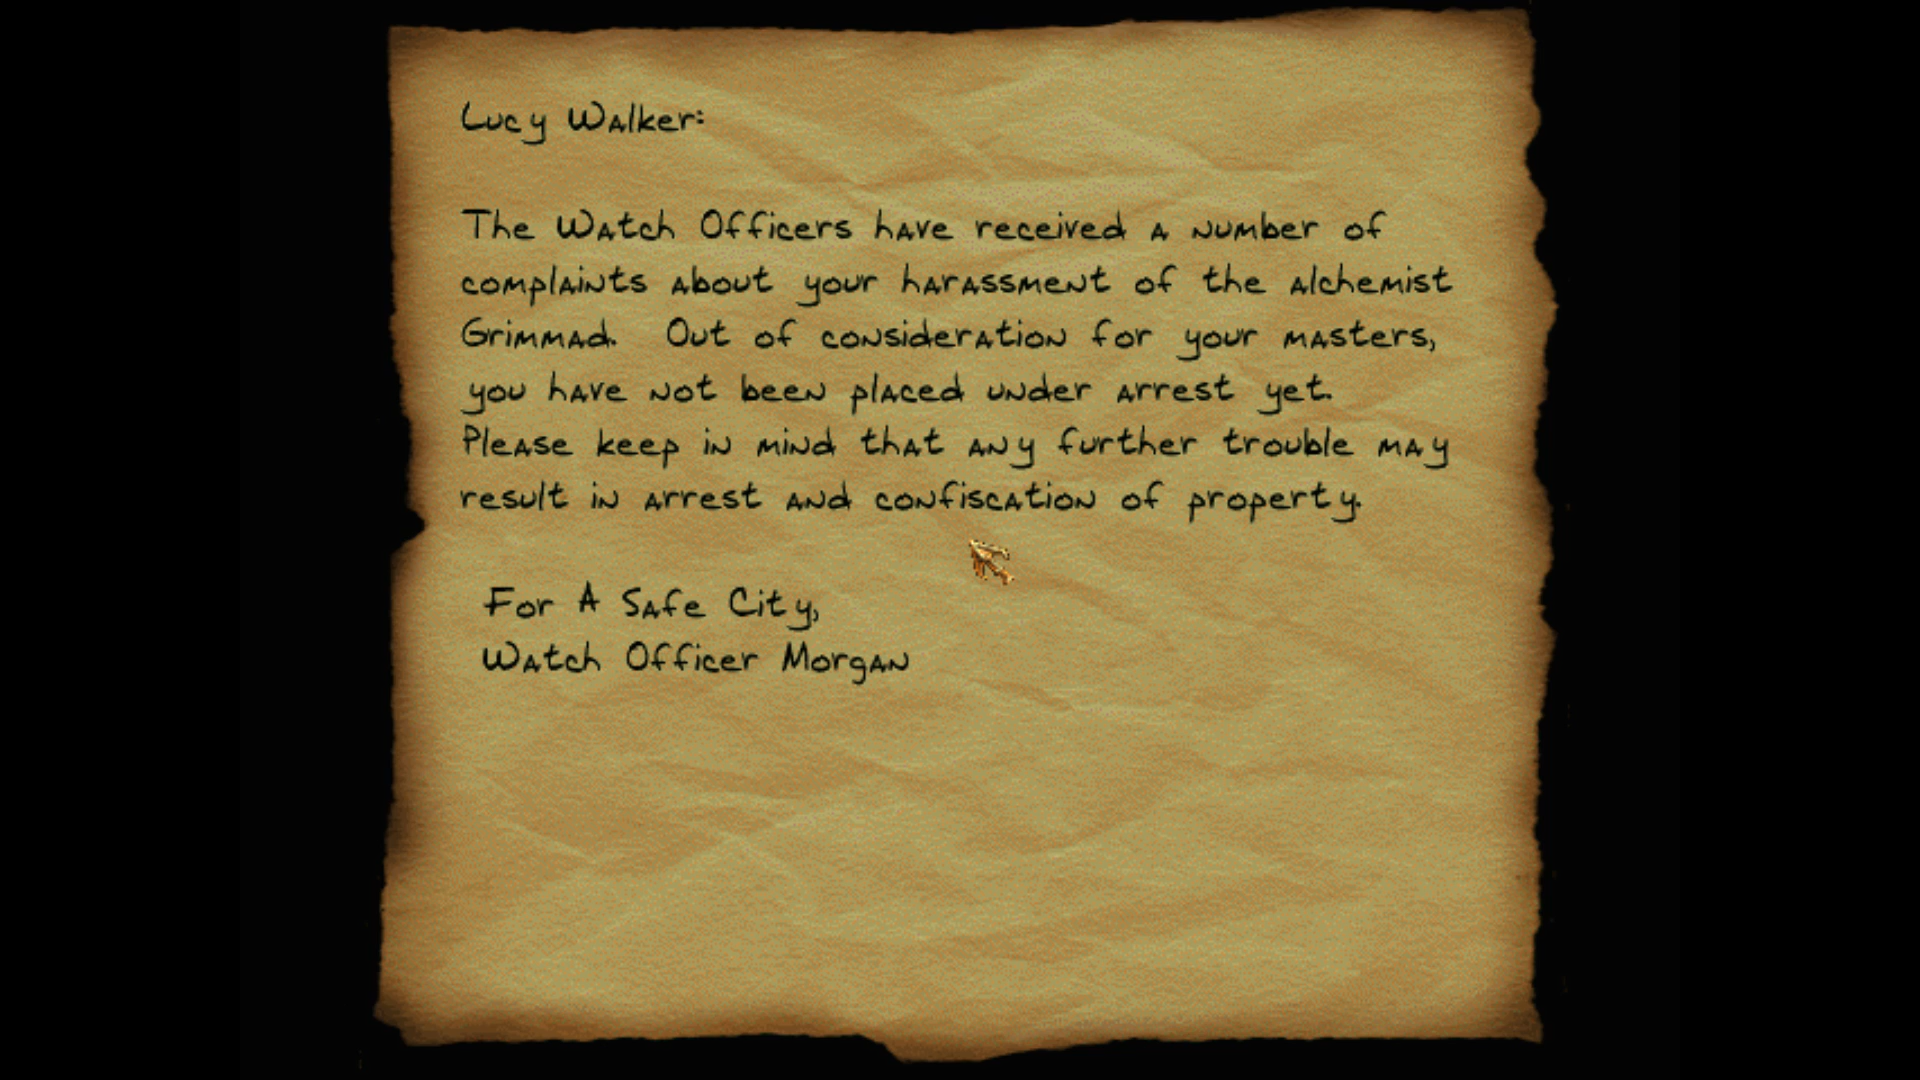 Lucy Walker:
The Watch Officers have received a number of
complaints about your harassment of the alchemist
Grimmad. Out of consideration for your masters,
you have not been placed under arrest yet.
Please keep in mind that any further trouble may
result in arrest and confiscation of property.
For A Safe City,
Watch Officer Morgan